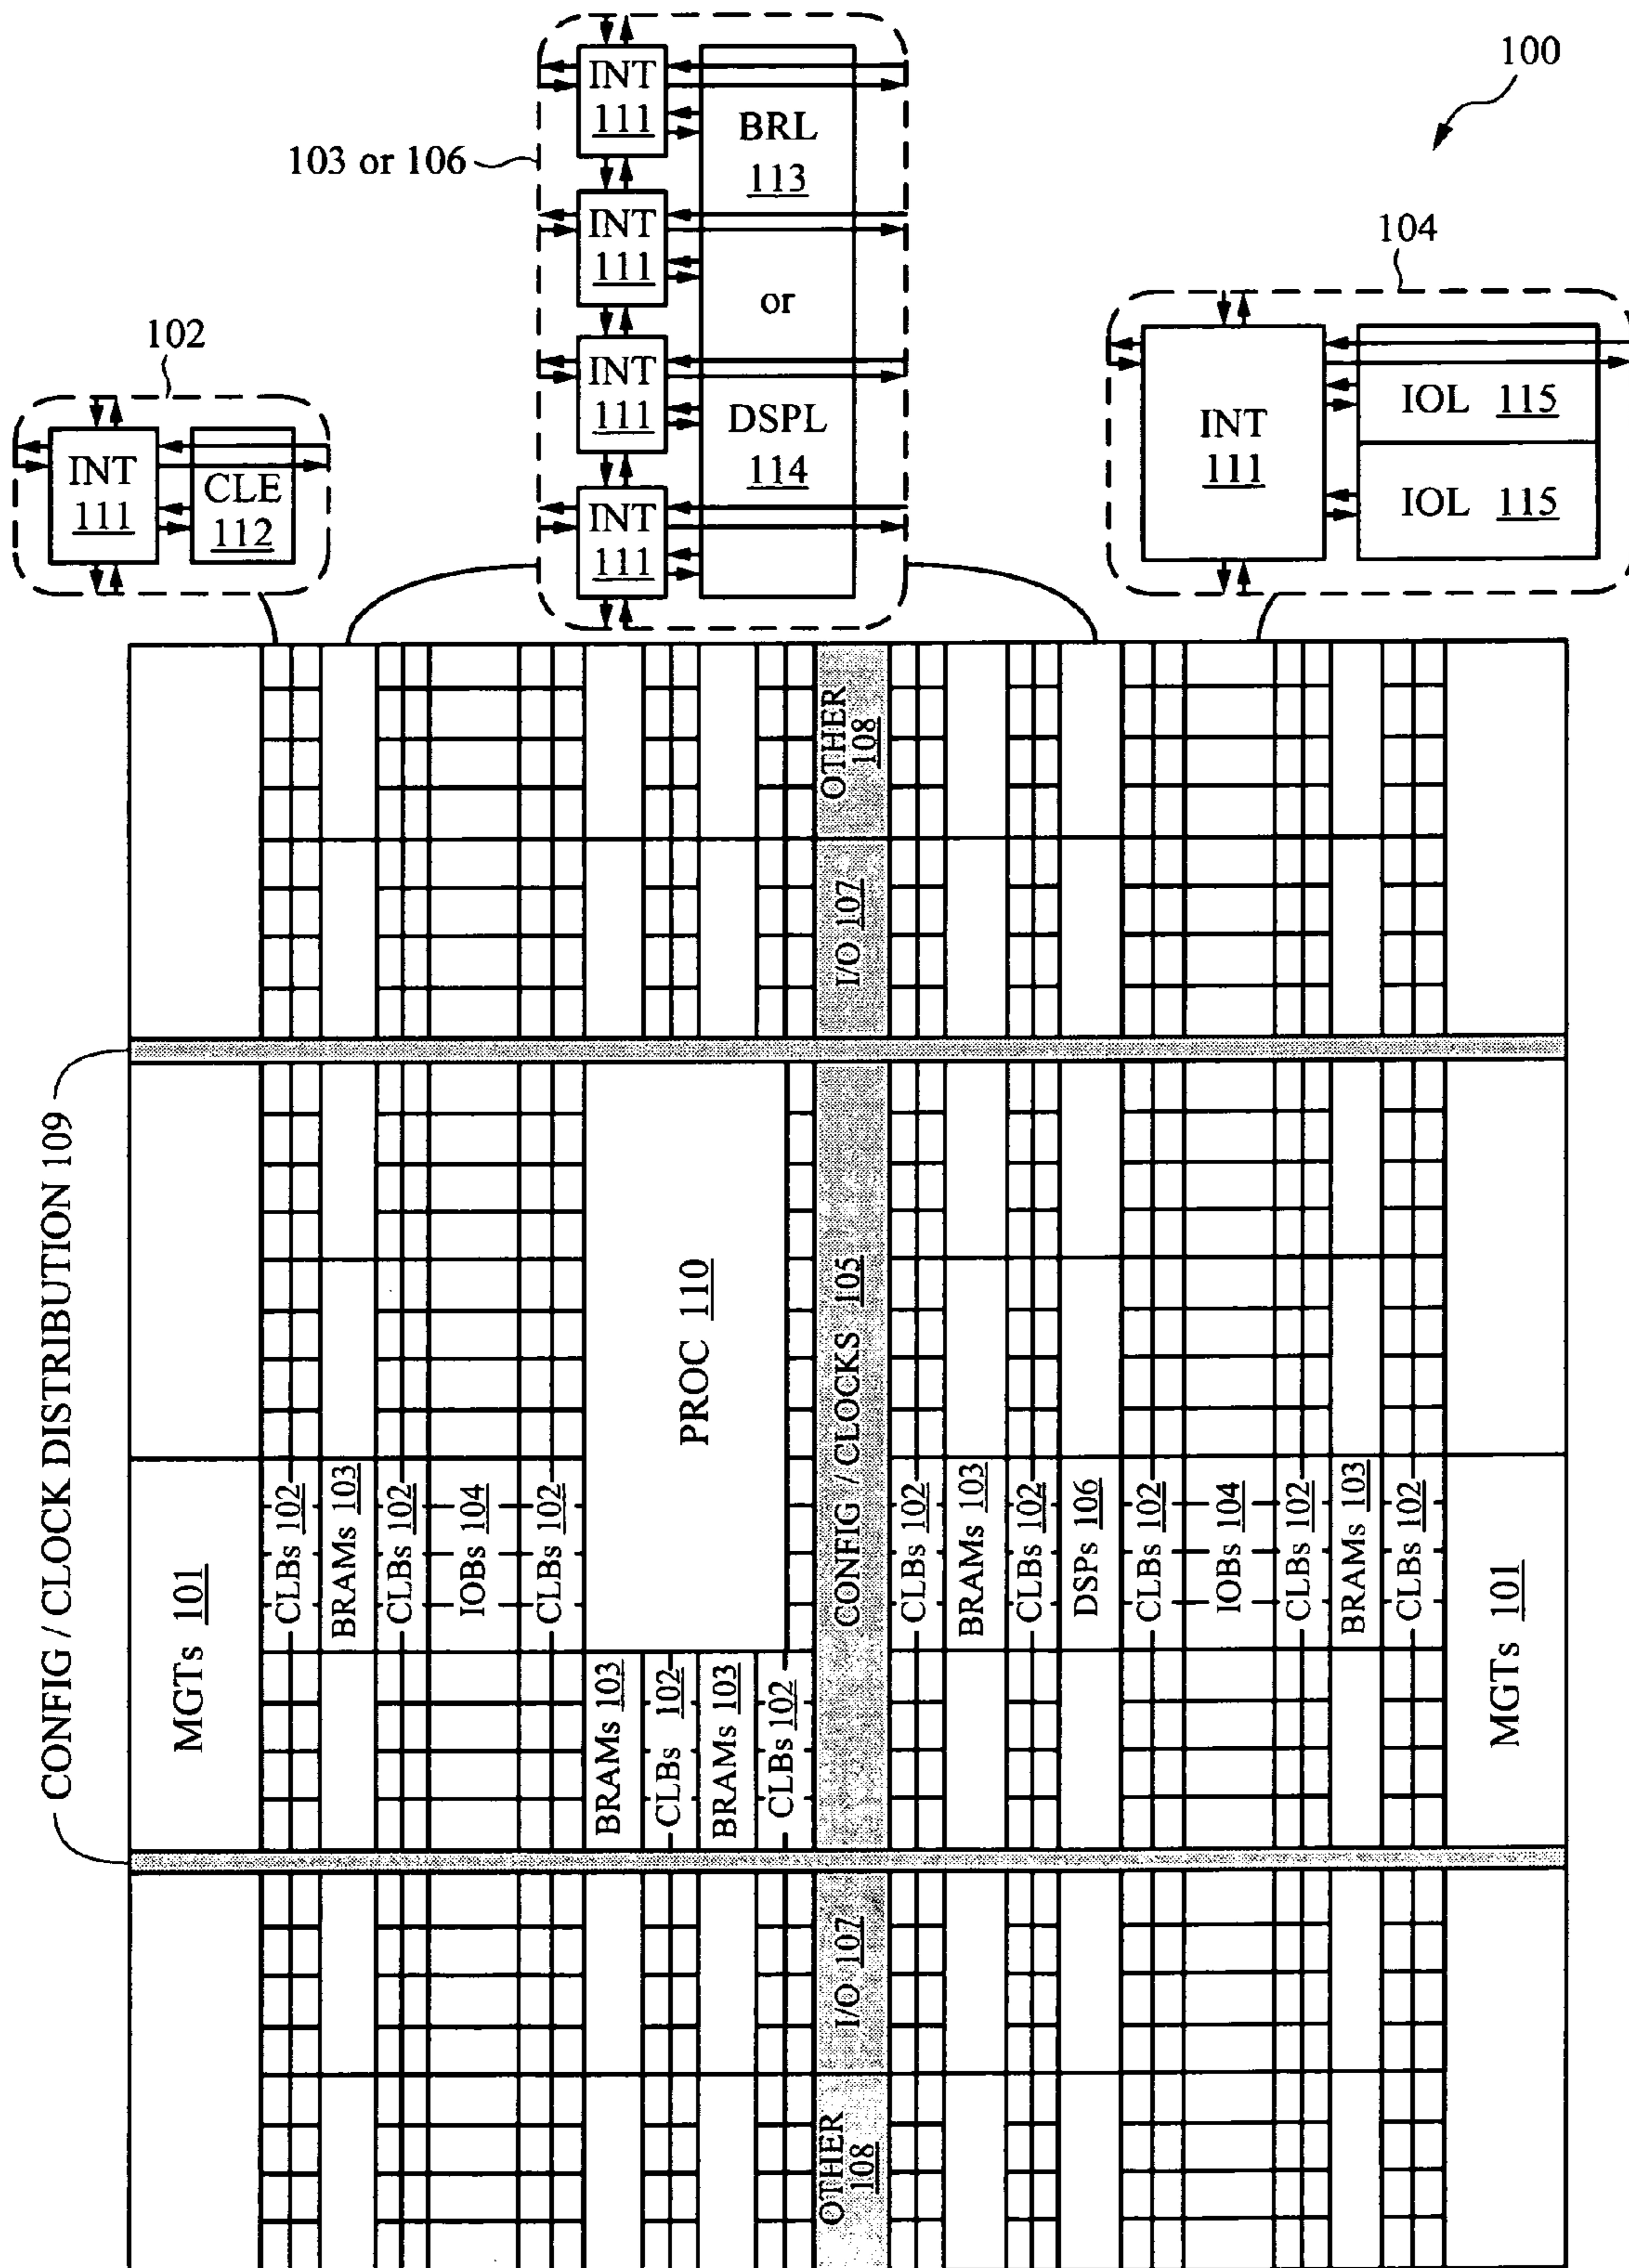 100
103 or 106
INT
111
INT
111
INT
111
INT
111
BRL
113
or
DSPL
114
104
INT
111
IOL 115
IOL 115
102
INT
111
CLE
112
CONFIG / CLOCK DISTRIBUTION 109
OTHER
108
I/O 107
PROC 110
CONFIG / CLOCKS 105
MGTs 101
CLBs 102
BRAMs 103
CLBs 102
IOBs 104
CLBs 102
BRAMs 103
CLBs 102
BRAMs 103
CLBs 102
CLBs 102
BRAMs 103
CLBs 102
DSPs 106
CLBs 102
IOBs 104
CLBs 102
BRAMs 103
CLBs 102
MGTs 101
I/O 107
OTHER
108